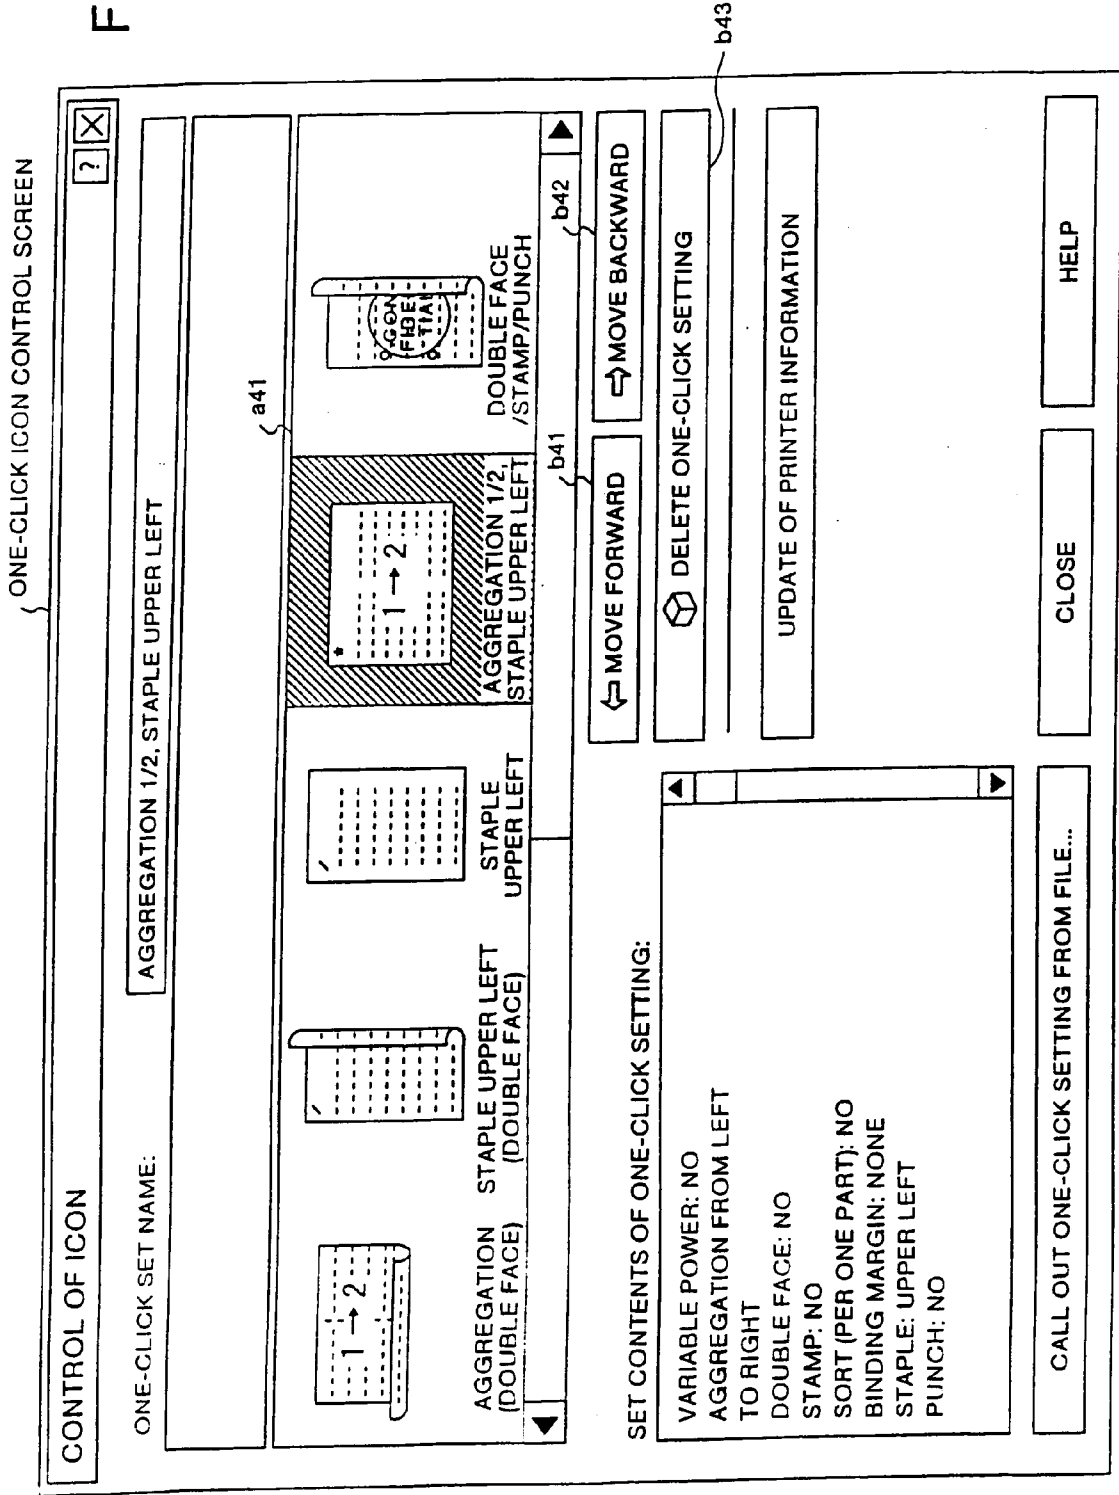 F
ONE-CLICK ICON CONTROL SCREEN
CONTROL OF ICON
? X
ONE-CLICK SET NAME:
AGGREGATION 1/2, STAPLE UPPER LEFT
a41
1 → 2
AGGREGATION
(DOUBLE FACE)
STAPLE UPPER LEFT
(DOUBLE FACE)
STAPLE
UPPER LEFT
1 → 2
AGGREGATION 1/2,
STAPLE UPPER LEFT
CON
FIDE
TIAL
DOUBLE FACE
/STAMP/PUNCH
b41
b42
⇦ MOVE FORWARD
⇨ MOVE BACKWARD
DELETE ONE-CLICK SETTING
b43
UPDATE OF PRINTER INFORMATION
SET CONTENTS OF ONE-CLICK SETTING:
VARIABLE POWER: NO
AGGREGATION FROM LEFT
TO RIGHT
DOUBLE FACE: NO
STAMP: NO
SORT (PER ONE PART): NO
BINDING MARGIN: NONE
STAPLE: UPPER LEFT
PUNCH: NO
CALL OUT ONE-CLICK SETTING FROM FILE...
CLOSE
HELP